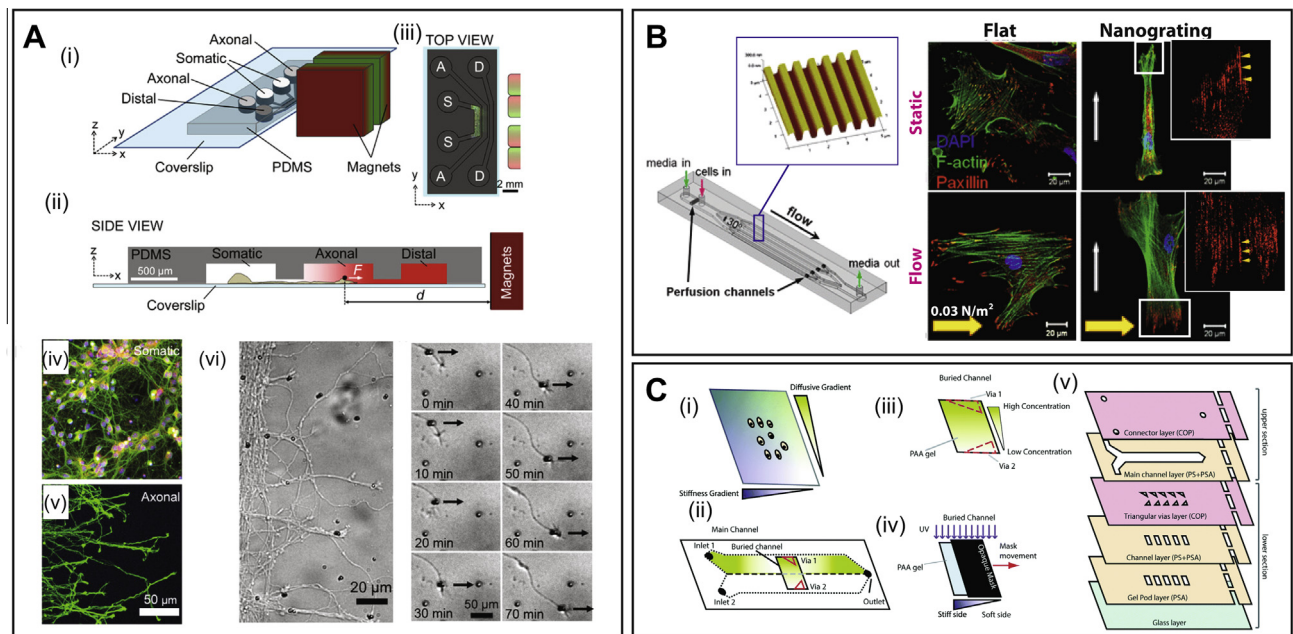 A
(i)
Axonal
Somatic
Axonal
Distal
z
y
x
Coverslip
PDMS
Magnets
(iii)
TOP VIEW
A
D
S
S
A
D
y
x
2 mm
(ii)
SIDE VIEW
z
x
PDMS
Somatic
Axonal
Distal
500 µm
F
Coverslip
d
Magnets
(iv)
Somatic
(v)
Axonal
50 µm
(vi)
20 µm
0 min
40 min
10 min
50 min
20 min
60 min
30 min
50 µm
70 min
B
media in
cells in
30°
flow
media out
Perfusion channels
Flat
Nanograting
Static
DAPI
F-actin
Paxillin
20 µm
20 µm
Flow
0.03 N/m²
20 µm
20 µm
C
(i)
Diffusive Gradient
Stiffness Gradient
(ii)
Main Channel
Inlet 1
Buried channel
Via 1
Via 2
Inlet 2
Outlet
(iii)
Buried Channel
Via 1
High Concentration
PAA gel
Low Concentration
Via 2
(iv)
Buried Channel
UV
PAA gel
Opaque Mask
Mask
movement
Stiff side
Soft side
(v)
Connector layer (COP)
Main channel layer (PS+PSA)
Triangular vias layer (COP)
Channel layer (PS+PSA)
Gel Pod layer (PSA)
Glass layer
upper section
lower section